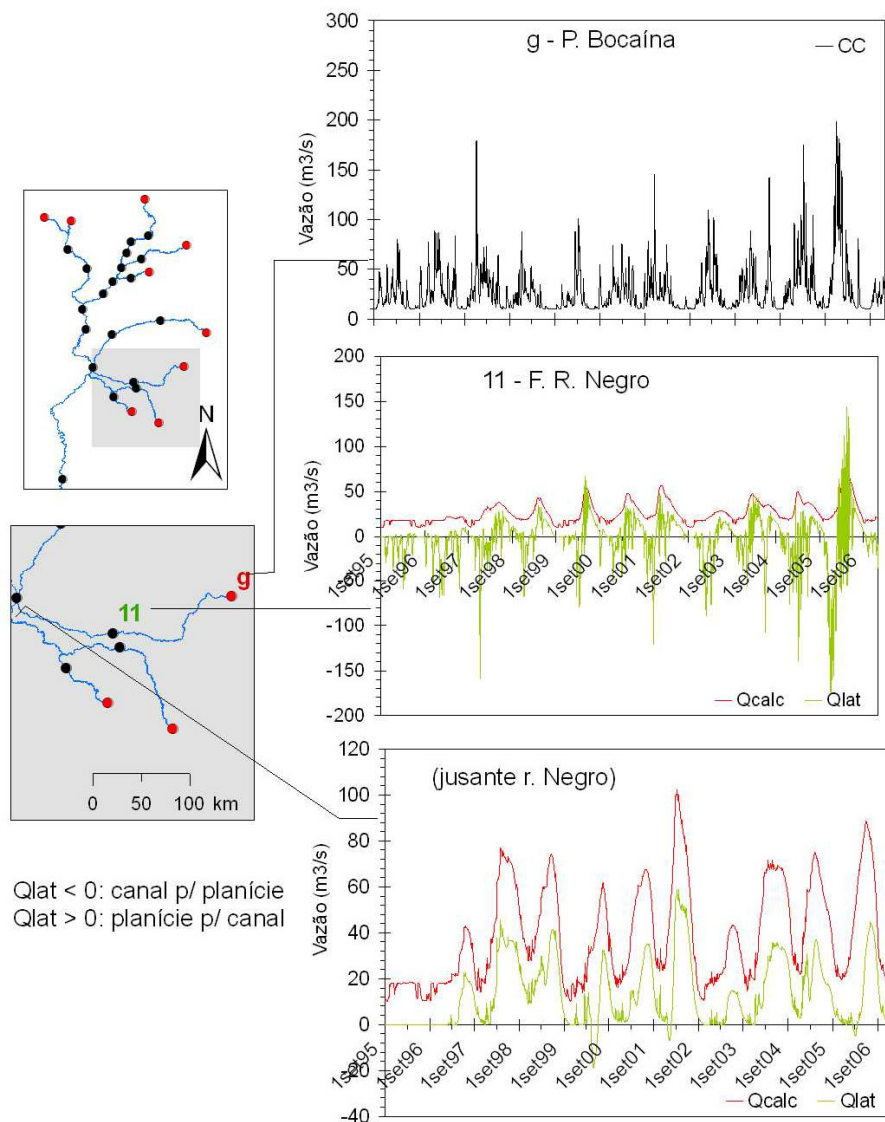 g - P. Bocaína
CC
Vazão (m3/s)
300
250
200
150
100
50
0
N
11 - F. R. Negro
Vazão (m3/s)
200
150
100
50
0
-50
-100
-150
-200
1set95
1set96
1set97
1set98
1set99
1set00
1set01
1set02
1set03
1set04
1set05
1set06
Qcalc
Qlat
g
11
0 50 100 km
(jusante r. Negro)
Vazão (m3/s)
120
100
80
60
40
20
0
-20
-40
1set95
1set96
1set97
1set98
1set99
1set00
1set01
1set02
1set03
1set04
1set05
1set06
Qcalc
Qlat
Qlat < 0: canal p/ planície
Qlat > 0: planície p/ canal